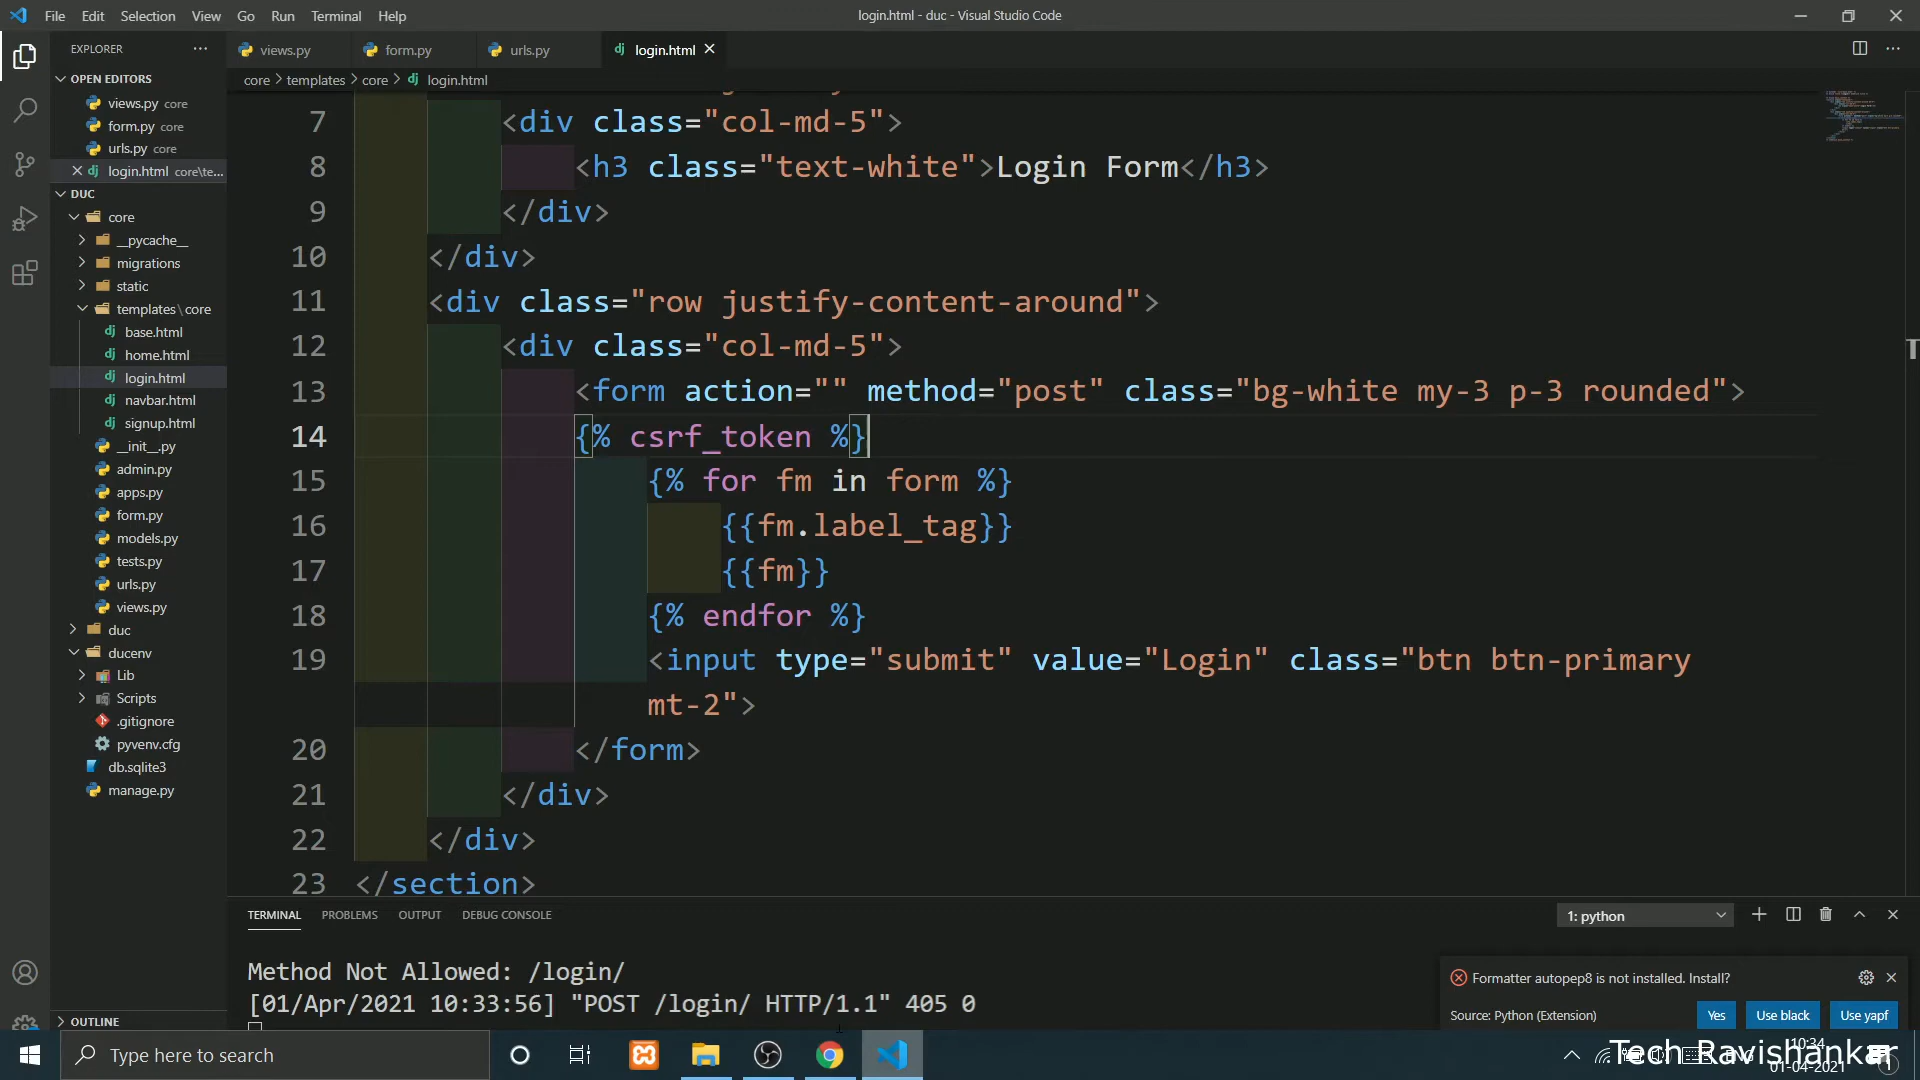 File Edit Selection View Go Run Terminal Help
login.html - duc - Visual Studio Code
EXPLORER
views.py form.py urls.py login.html
OPEN EDITORS
core > templates > core > login.html
views.py core
form.py core
urls.py core
login.html core\te...
DUC
core
__pycache__
migrations
static
templates\core
base.html
home.html
login.html
navbar.html
signup.html
__init__.py
admin.py
apps.py
form.py
models.py
tests.py
urls.py
views.py
duc
ducenv
Lib
Scripts
.gitignore
pyvenv.cfg
db.sqlite3
manage.py
OUTLINE
7 <div class="col-md-5">
8 <h3 class="text-white">Login Form</h3>
9 </div>
10 </div>
11 <div class="row justify-content-around">
12 <div class="col-md-5">
13 <form action="" method="post" class="bg-white my-3 p-3 rounded">
14 {% csrf_token %}
15 {% for fm in form %}
16 {{fm.label_tag}}
17 {{fm}}
18 {% endfor %}
19 <input type="submit" value="Login" class="btn btn-primary
mt-2">
20 </form>
21 </div>
22 </div>
23 </section>
TERMINAL PROBLEMS OUTPUT DEBUG CONSOLE
1: python
Method Not Allowed: /login/
[01/Apr/2021 10:33:56] "POST /login/ HTTP/1.1" 405 0
Formatter autopep8 is not installed. Install?
Source: Python (Extension)
Yes Use black Use yapf
Type here to search
Tech Ravishankar
10:34
01-04-2021
1